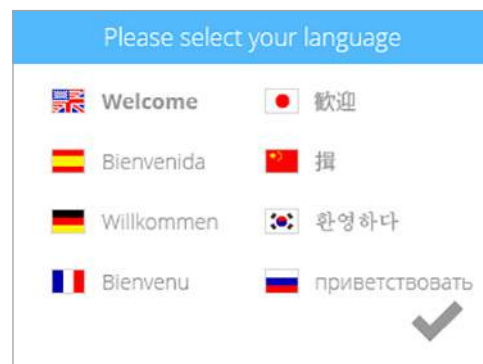 Please select your language
Welcome
歓迎
Bienvenida
揖
Willkommen
환영하다
Bienvenu
приветствовать